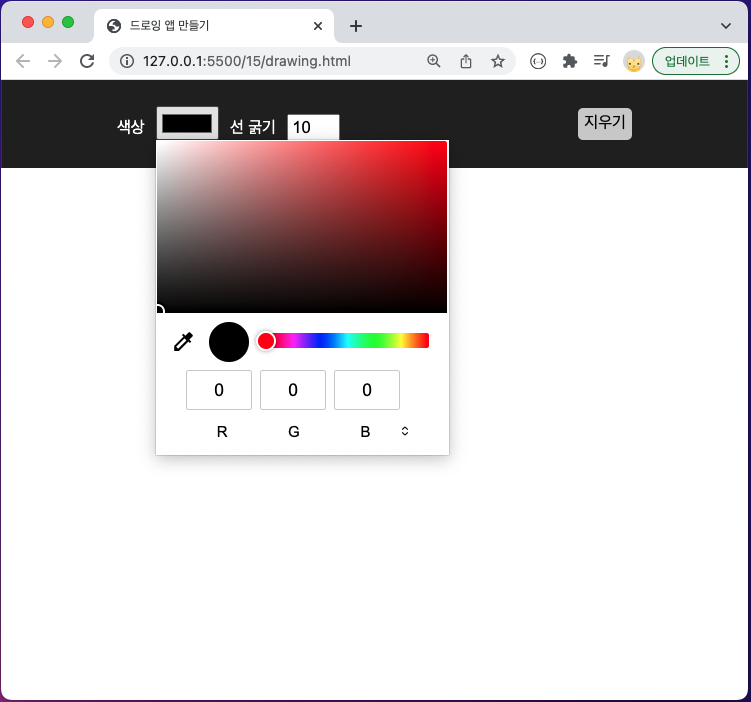 드로잉 앱 만들기
127.0.0.1:5500/15/drawing.html
업데이트
색상 선 굵기 10 지우기
0 0 0
R G B